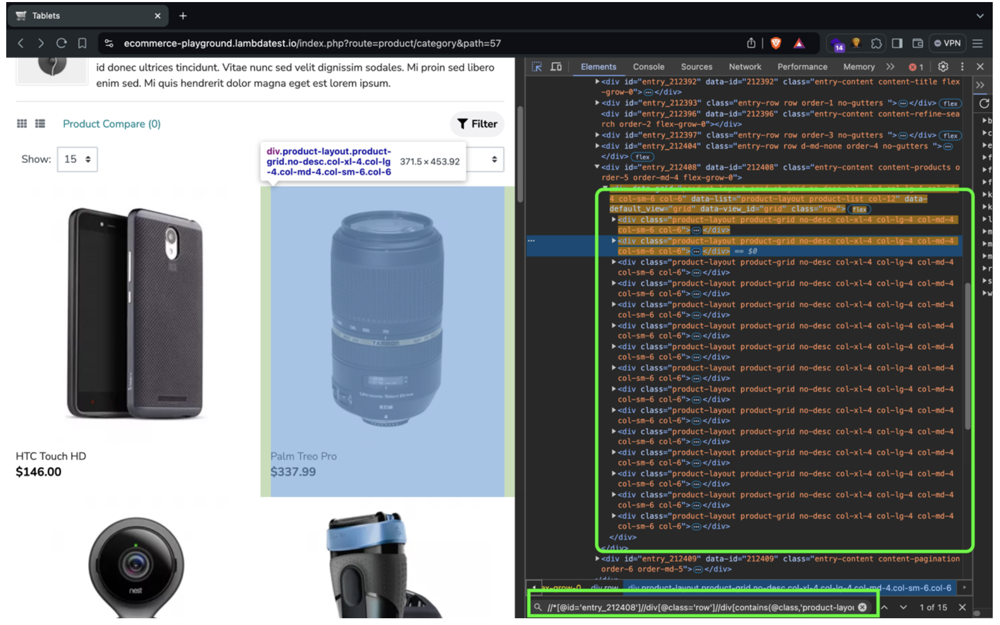 Tablets
ecommerce-playground.lambdatest.io/index.php?route=product/category&path=57
14
VPN
id donec ultrices tincidunt. Vitae nunc sed velit dignissim sodales. Mi proin sed libero
enim sed. Mi quis hendrerit dolor magna eget est lorem ipsum.
Product Compare (0)
Filter
Show:
15
div.product-layout.product-
grid.no-desc.col-xl-4.col-lg
-4.col-md-4.col-sm-6.col-6
371.5 × 453.92
TAMRON
Ultrasonic Silent Drive
HTC Touch HD
$146.00
Palm Treo Pro
$337.99
nest
Elements Console Sources Network Performance Memory
1
<div id="entry_212392" data-id="212392" class="entry-content content-title flex
-grow-0">…</div>
<div id="entry_212393" class="entry-row row order-1 no-gutters ">…</div> flex
<div id="entry_212396" data-id="212396" class="entry-content content-refine-sea
rch order-2 flex-grow-0"></div>
<div id="entry_212397" class="entry-row row order-3 no-gutters ">…</div> flex
<div id="entry_212404" class="entry-row row d-md-none order-4 no-gutters ">…
</div> flex
<div id="entry_212408" data-id="212408" class="entry-content content-products o
rder-5 order-md-4 flex-grow-0">
<div data-grid="product-layout product-grid no-desc col-xl-4 col-lg-4 col-md-
4 col-sm-6 col-6" data-list="product-layout product-list col-12" data-
default_view="grid" data-view_id="grid" class="row"> flex
<div class="product-layout product-grid no-desc col-xl-4 col-lg-4 col-md-4
col-sm-6 col-6">…</div>
<div class="product-layout product-grid no-desc col-xl-4 col-lg-4 col-md-4
col-sm-6 col-6">…</div> == $0
<div class="product-layout product-grid no-desc col-xl-4 col-lg-4 col-md-4
col-sm-6 col-6">…</div>
<div class="product-layout product-grid no-desc col-xl-4 col-lg-4 col-md-4
col-sm-6 col-6">…</div>
<div class="product-layout product-grid no-desc col-xl-4 col-lg-4 col-md-4
col-sm-6 col-6">…</div>
<div class="product-layout product-grid no-desc col-xl-4 col-lg-4 col-md-4
col-sm-6 col-6">…</div>
<div class="product-layout product-grid no-desc col-xl-4 col-lg-4 col-md-4
col-sm-6 col-6">…</div>
<div class="product-layout product-grid no-desc col-xl-4 col-lg-4 col-md-4
col-sm-6 col-6">…</div>
<div class="product-layout product-grid no-desc col-xl-4 col-lg-4 col-md-4
col-sm-6 col-6">…</div>
<div class="product-layout product-grid no-desc col-xl-4 col-lg-4 col-md-4
col-sm-6 col-6">…</div>
<div class="product-layout product-grid no-desc col-xl-4 col-lg-4 col-md-4
col-sm-6 col-6">…</div>
<div class="product-layout product-grid no-desc col-xl-4 col-lg-4 col-md-4
col-sm-6 col-6">…</div>
<div class="product-layout product-grid no-desc col-xl-4 col-lg-4 col-md-4
col-sm-6 col-6">…</div>
<div class="product-layout product-grid no-desc col-xl-4 col-lg-4 col-md-4
col-sm-6 col-6">…</div>
<div class="product-layout product-grid no-desc col-xl-4 col-lg-4 col-md-4
col-sm-6 col-6">…</div>
</div>
</div>
<div id="entry_212409" data-id="212409" class="entry-content content-pagination
order-6 order-md-5">…</div>
</div>
ex-grow-0 div.row div.product-layout.product-grid.no-desc.col-xl-4.col-lg-4.col-md-4.col-sm-6.col-6
//*[@id='entry_212408']//div[@class='row']//div[contains(@class,'product-layou
1 of 15
b
c
e
f
f
f
k
k
l
m
m
m
r
s
w